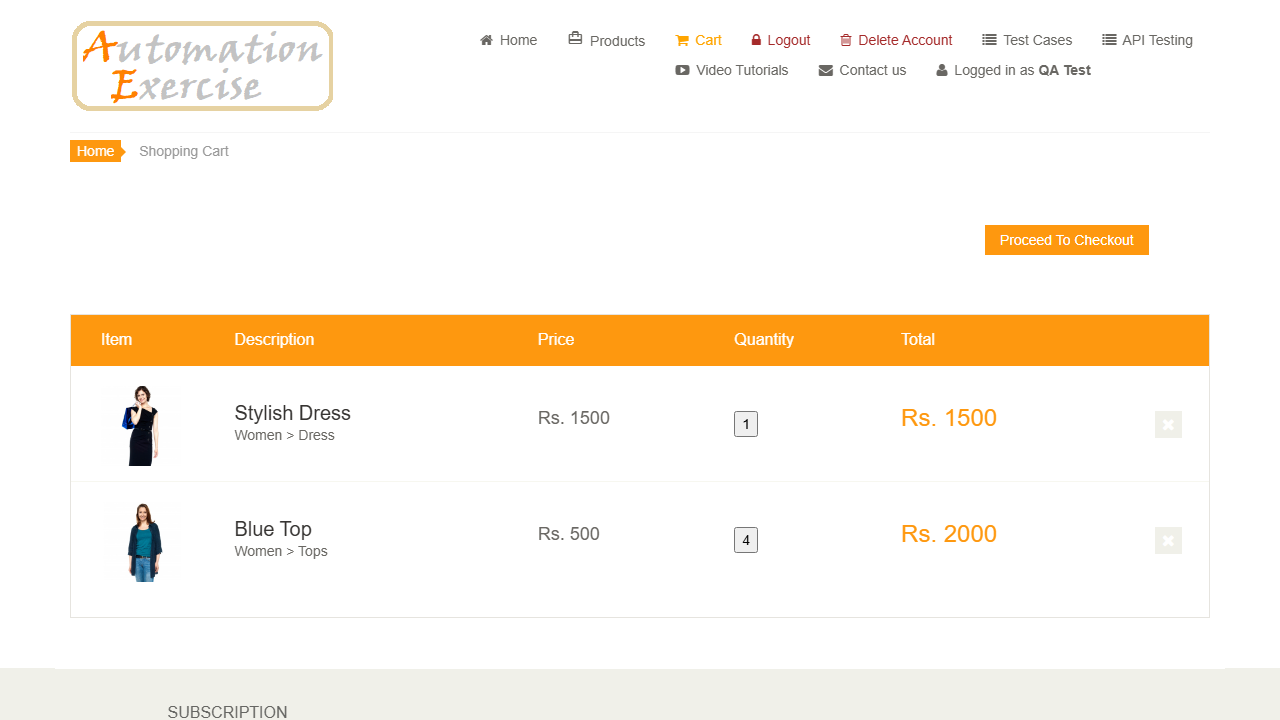 Automation
Exercise
Home Products Cart Logout Delete Account Test Cases API Testing
Video Tutorials Contact us Logged in as QA Test
Home Shopping Cart
Proceed To Checkout
Item Description Price Quantity Total
Stylish Dress Rs. 1500 1 Rs. 1500
Women > Dress
Blue Top Rs. 500 4 Rs. 2000
Women > Tops
SUBSCRIPTION